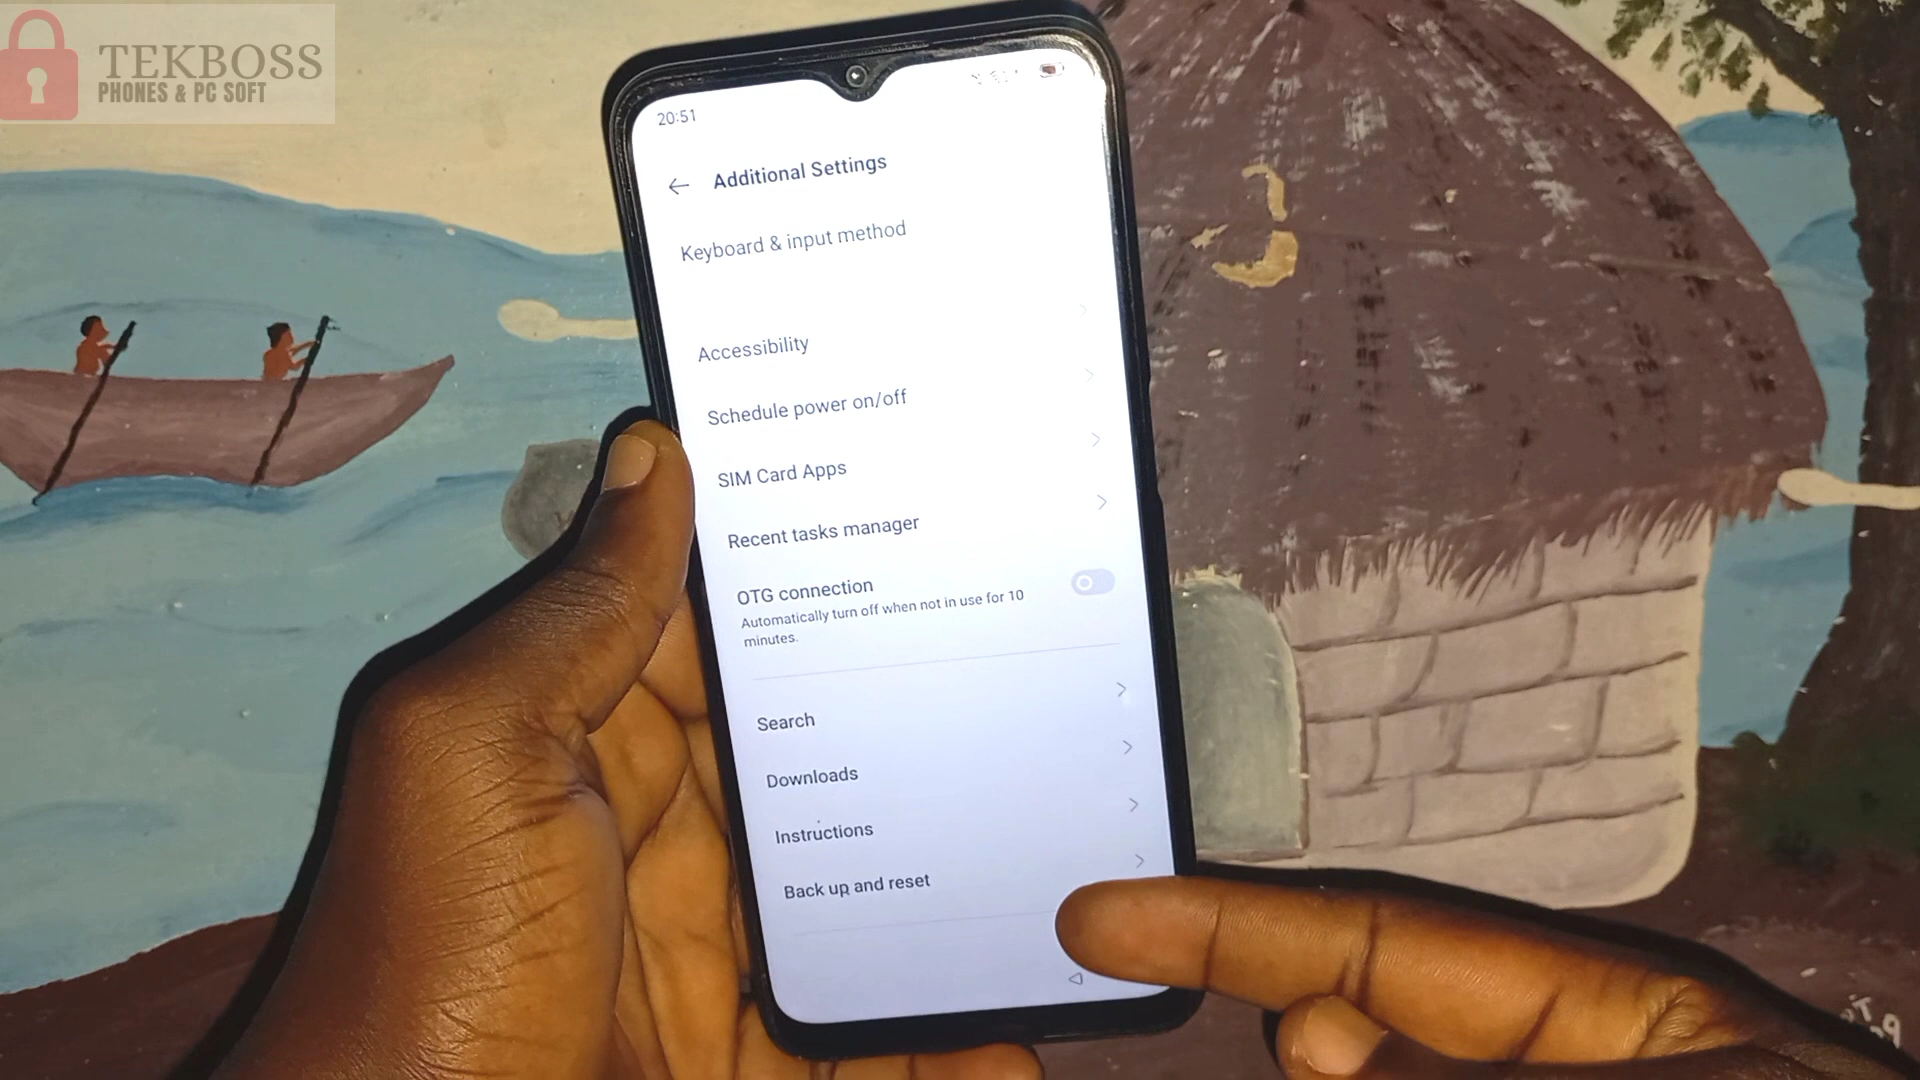 TEKBOSS
PHONES & PC SOFT
20:51
Additional Settings
Keyboard & input method
Accessibility
Schedule power on/off
SIM Card Apps
Recent tasks manager
OTG connection
Automatically turn off when not in use for 10
minutes.
Search
Downloads
Instructions
Back up and reset